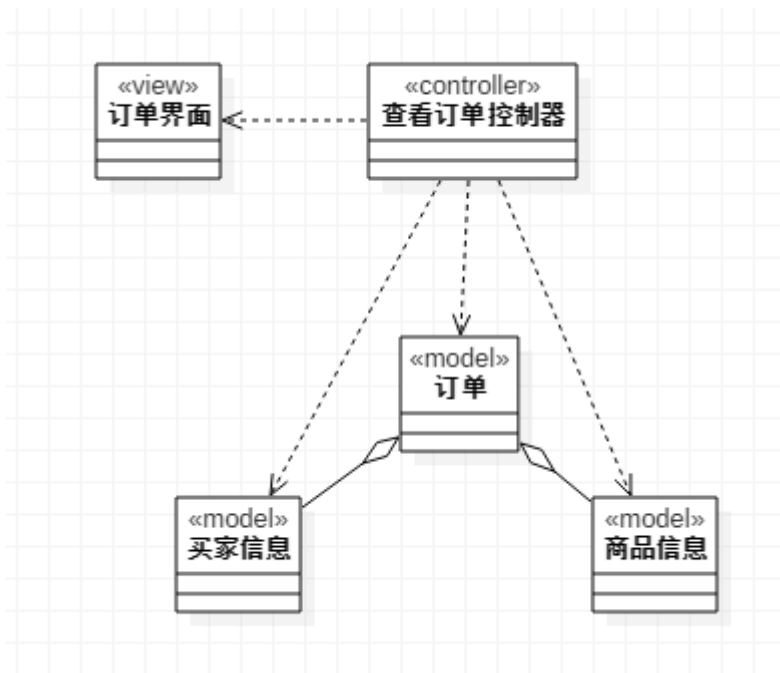 «view»
订单界面
«controller»
查看订单控制器
«model»
订单
«model»
买家信息
«model»
商品信息